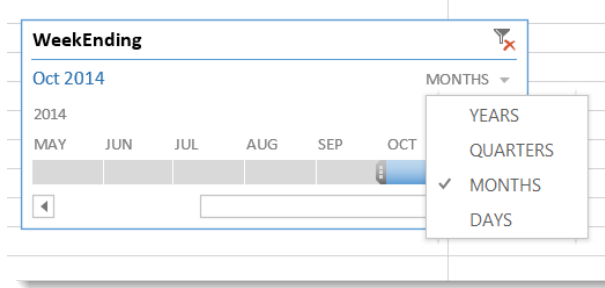 WeekEnding
Oct 2014 MONTHS
2014 YEARS
MAY JUN JUL AUG SEP OCT QUARTERS
MONTHS
DAYS